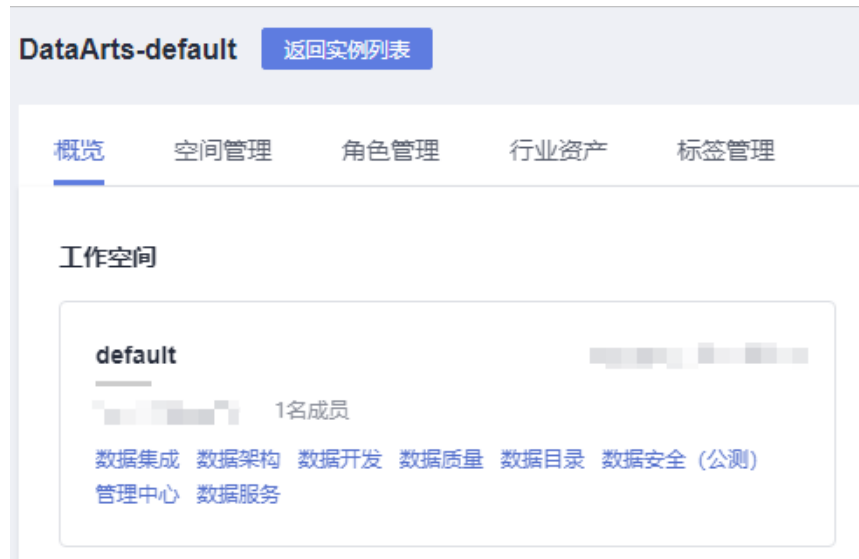 DataArts-default 返回实例列表
概览 空间管理 角色管理 行业资产 标签管理
工作空间
default
1名成员
数据集成 数据架构 数据开发 数据质量 数据目录 数据安全（公测）
管理中心 数据服务